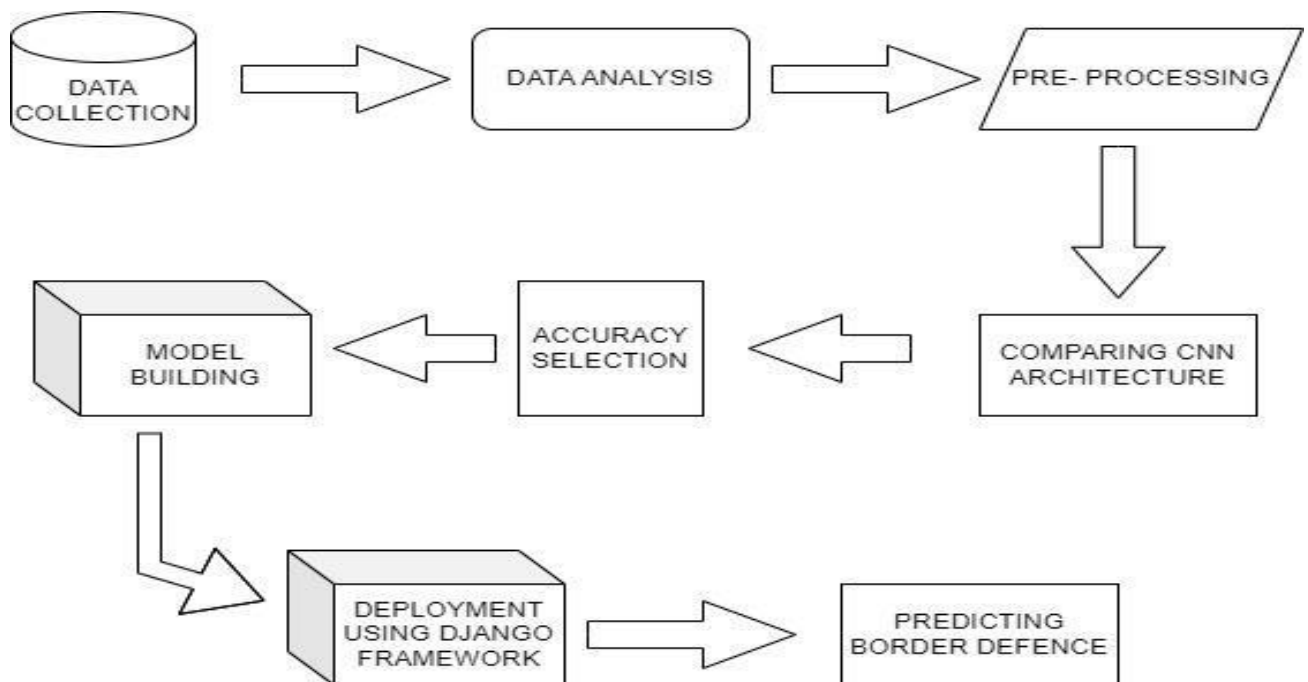 DATA
COLLECTION
DATA ANALYSIS
PRE- PROCESSING
COMPARING CNN
ARCHITECTURE
ACCURACY
SELECTION
MODEL
BUILDING
DEPLOYMENT
USING DJANGO
FRAMEWORK
PREDICTING
BORDER DEFENCE